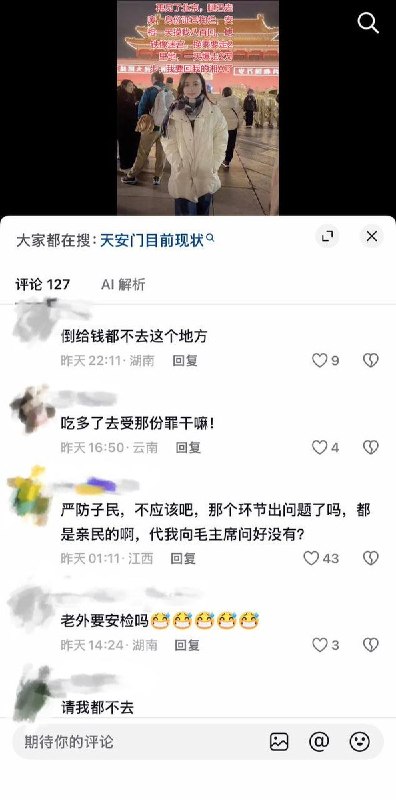 大家都在搜：天安门目前现状
评论 127
AI 解析
倒给钱都不去这个地方
昨天 22:11 · 湖南 回复
9
吃多了去受那份罪干嘛！
昨天 16:50 · 云南 回复
4
严防子民，不应该吧，那个环节出问题了吗，都
是亲民的啊，代我向毛主席问好没有？
昨天 01:11 · 江西 回复
43
老外要安检吗😂😂😂😂😂
昨天 14:24 · 湖南 回复
3
请我都不去
期待你的评论